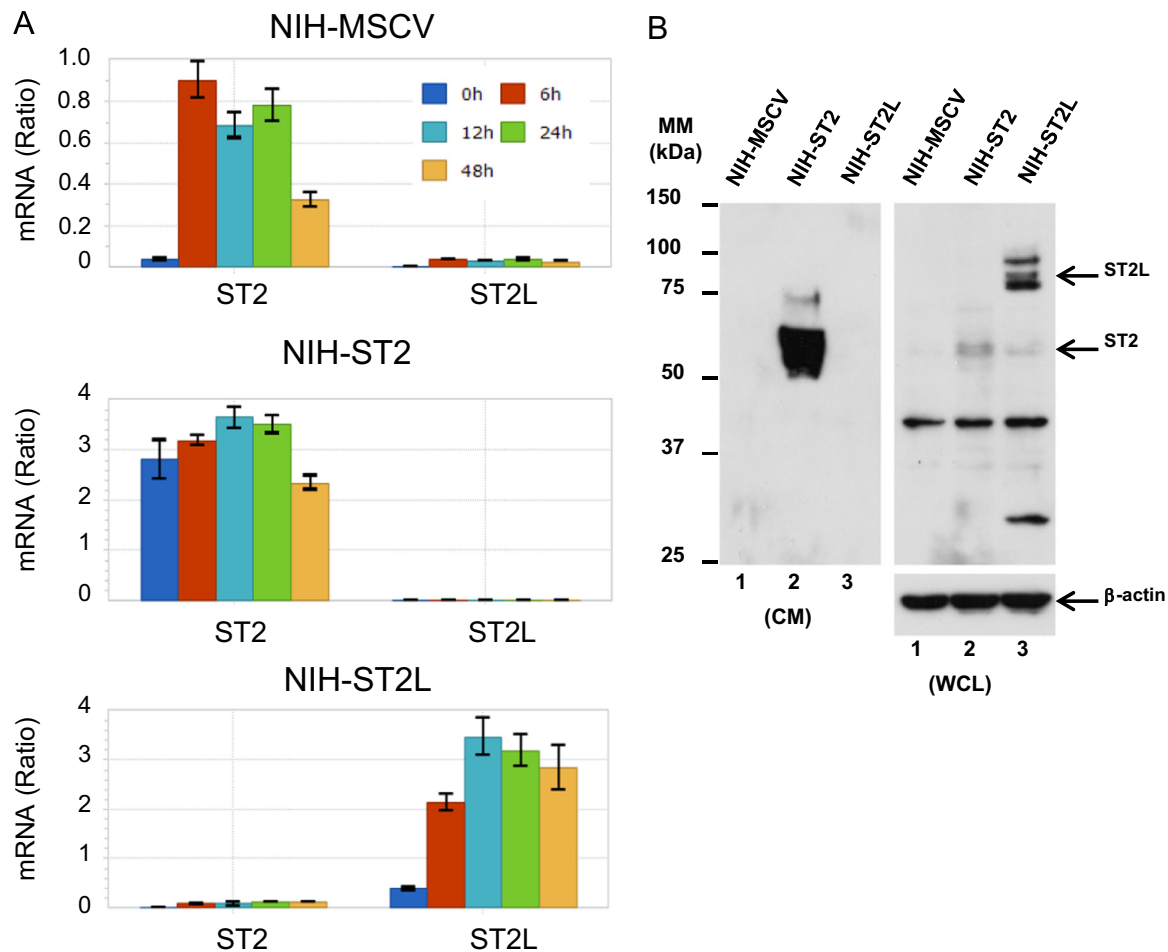 A
NIH-MSCV
mRNA (Ratio)
1.0
0.8
0.6
0.4
0.2
0
0h
6h
12h
24h
48h
ST2
ST2L
NIH-ST2
mRNA (Ratio)
4
3
2
1
0
ST2
ST2L
NIH-ST2L
mRNA (Ratio)
4
3
2
1
0
ST2
ST2L
B
MM
(kDa)
NIH-MSCV
NIH-ST2
NIH-ST2L
NIH-MSCV
NIH-ST2
NIH-ST2L
150
100
75
50
37
25
ST2L
ST2
β-actin
1 2 3
(CM)
1 2 3
(WCL)